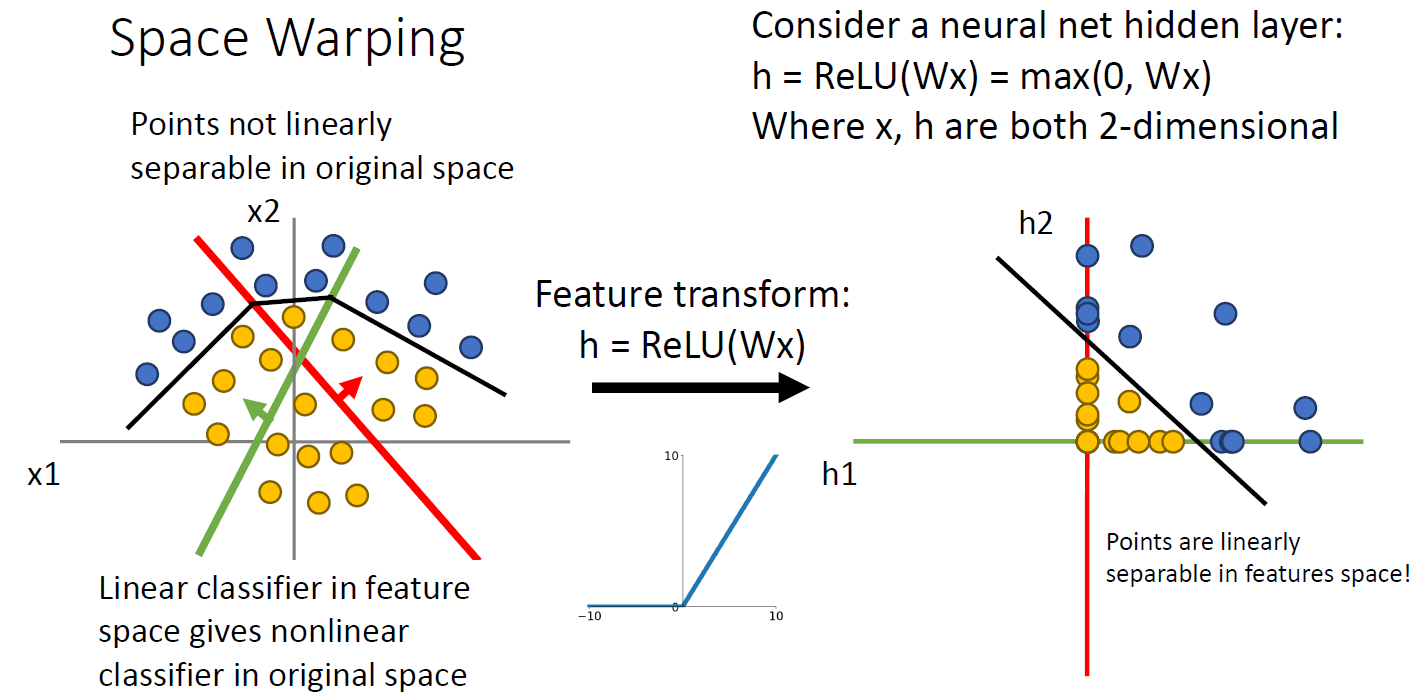 Space Warping
Consider a neural net hidden layer:
h = ReLU(Wx) = max(0, Wx)
Where x, h are both 2-dimensional
Points not linearly
separable in original space
x2
x1
Feature transform:
h = ReLU(Wx)
10
0
−10
10
h2
h1
Points are linearly
separable in features space!
Linear classifier in feature
space gives nonlinear
classifier in original space